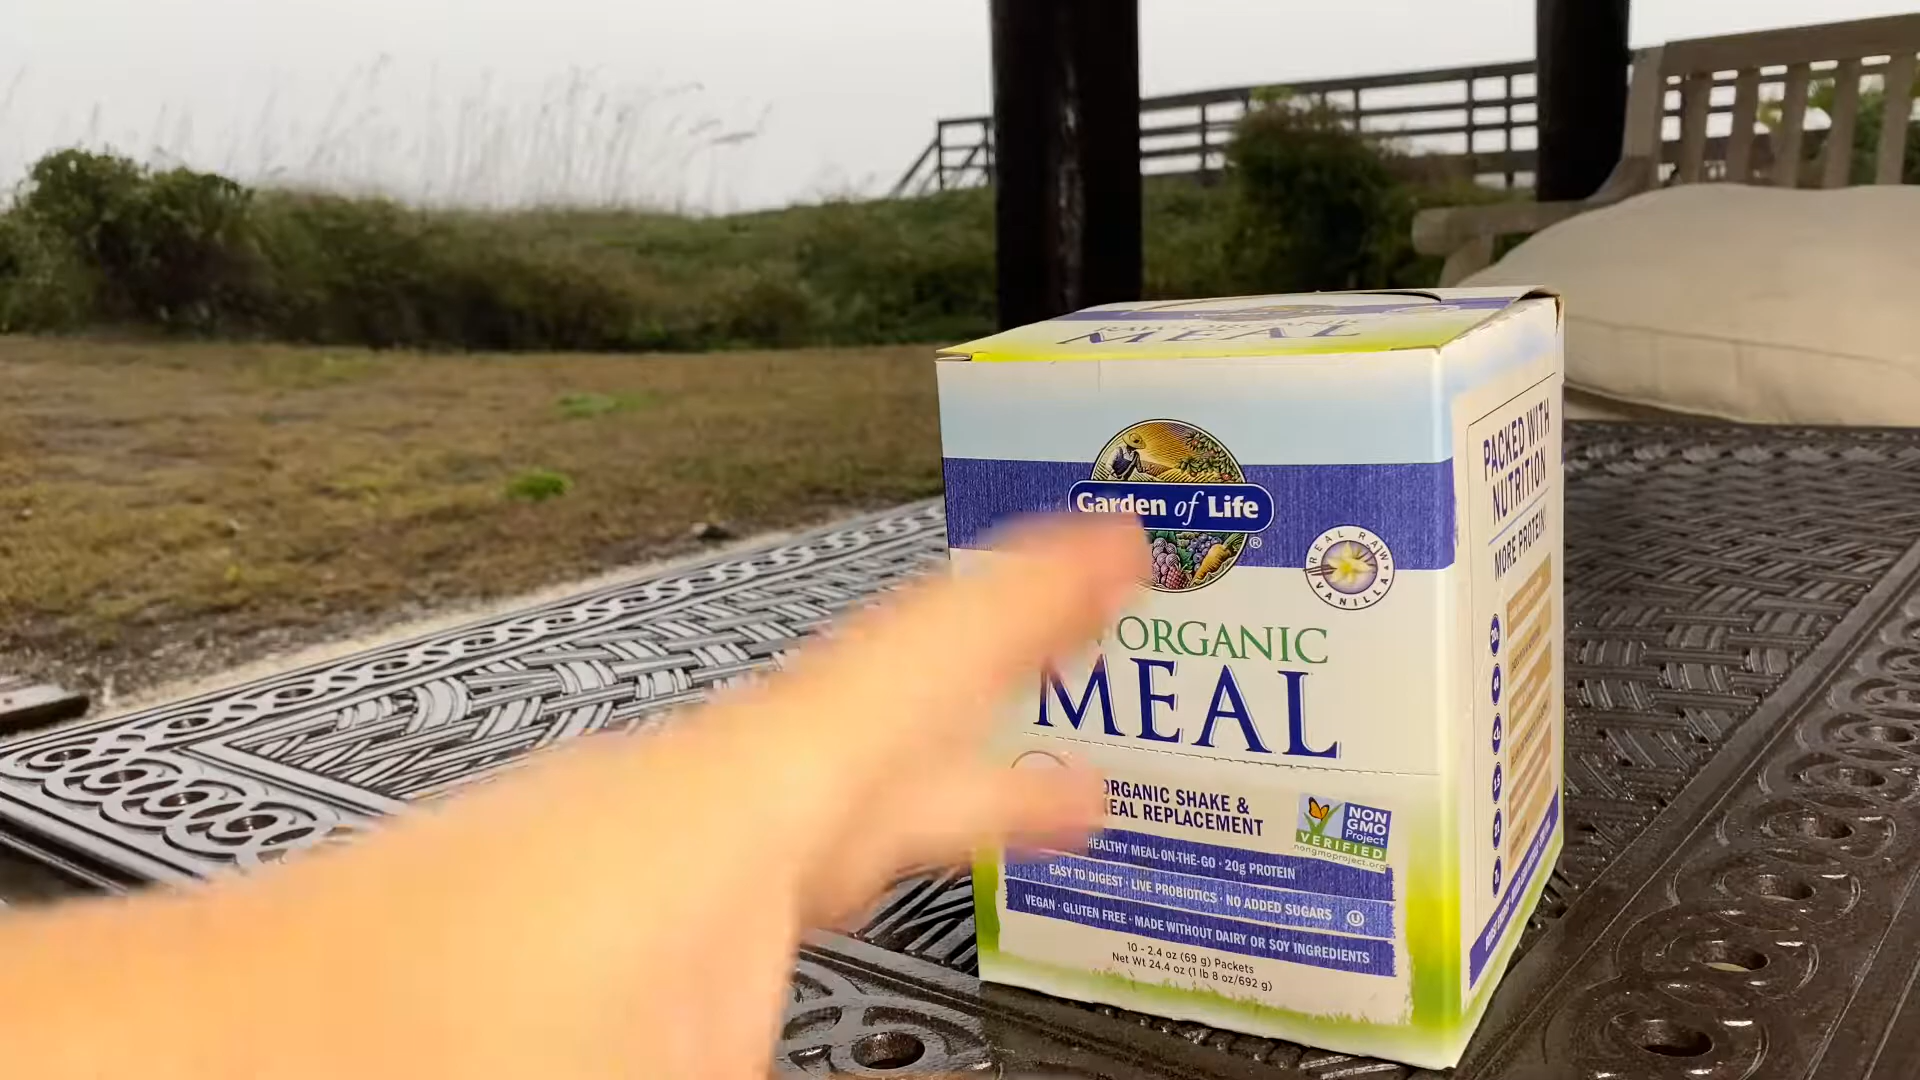 RAW ORGANIC
MEAL
Garden of Life
®
REAL RAW
VANILLA
ORGANIC
MEAL
ORGANIC SHAKE &
MEAL REPLACEMENT
NON
GMO
Project
VERIFIED
nongmoproject.org
HEALTHY MEAL-ON-THE-GO · 20g PROTEIN
EASY TO DIGEST · LIVE PROBIOTICS · NO ADDED SUGARS
VEGAN · GLUTEN FREE · MADE WITHOUT DAIRY OR SOY INGREDIENTS
10 - 2.4 oz (69 g) Packets
Net Wt 24.4 oz (1 lb 8 oz/692 g)
PACKED WITH
NUTRITION
MORE PROTEIN!